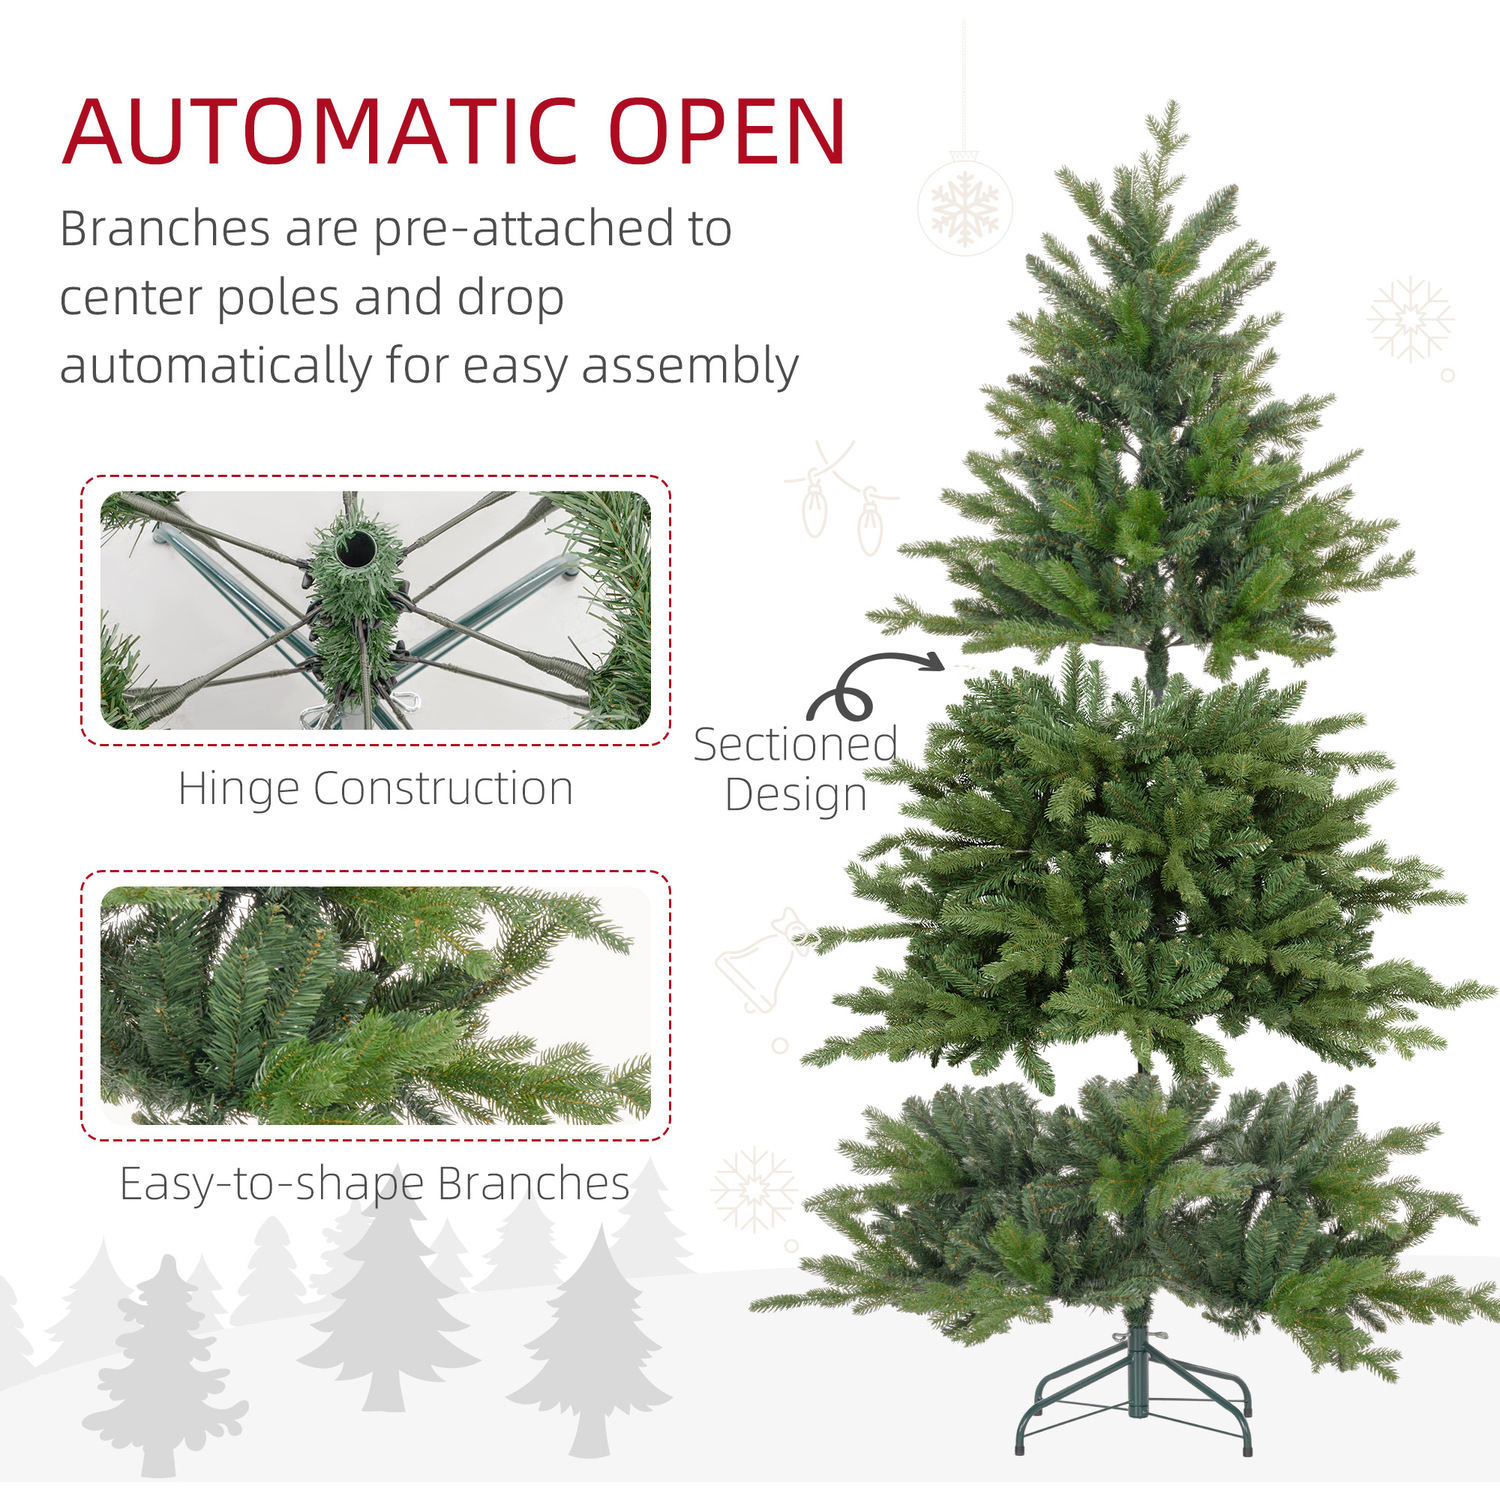 AUTOMATIC OPEN
Branches are pre-attached to
center poles and drop
automatically for easy assembly
Hinge Construction
Sectioned
Design
Easy-to-shape Branches